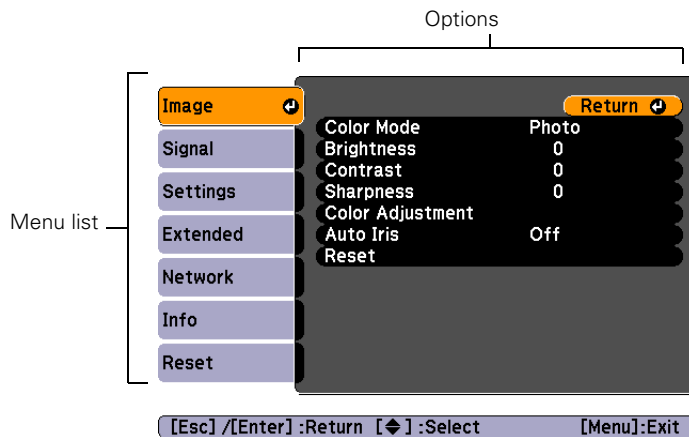 Options
Menu list
Image
Signal
Settings
Extended
Network
Info
Reset
Return
Color Mode Photo
Brightness 0
Contrast 0
Sharpness 0
Color Adjustment
Auto Iris Off
Reset
[Esc] /[Enter] :Return [◆] :Select [Menu]:Exit